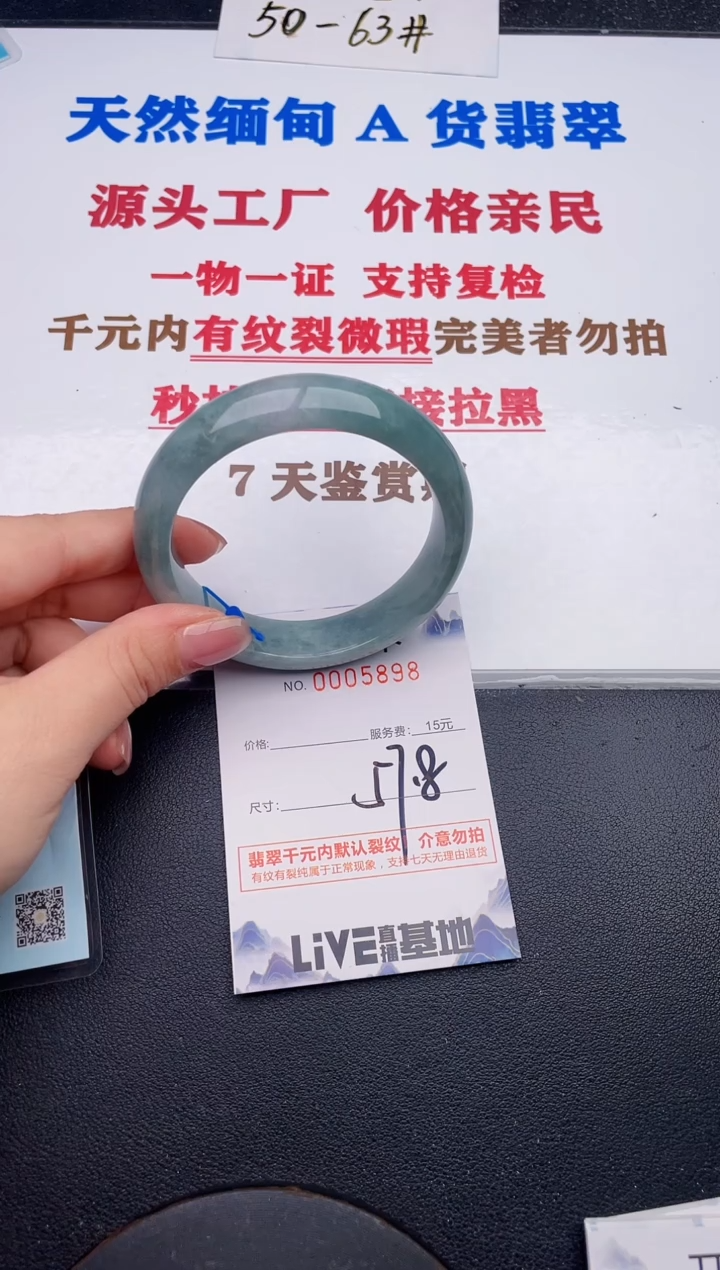 50-63#
天然缅甸 A 货翡翠
源头工厂 价格亲民
一物一证 支持复检
千元内有纹裂微瑕完美者勿拍
秒 接拉黑
7 天鉴赏
NO. 0005898
价格: 服务费: 15元
尺寸: 57.8
翡翠千元内默认裂纹 介意勿拍
有纹有裂纯属于正常现象，支持七天无理由退货
LIVE直播基地